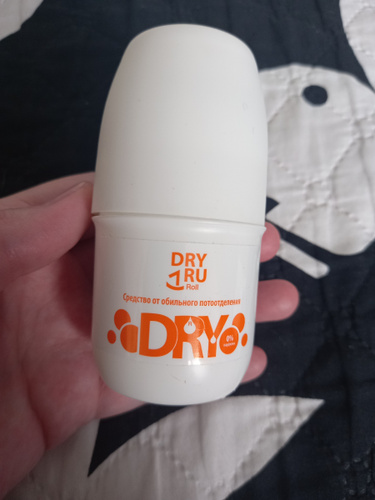 DRY
RU
Roll
Средство от обильного потоотделения
DRY
0%